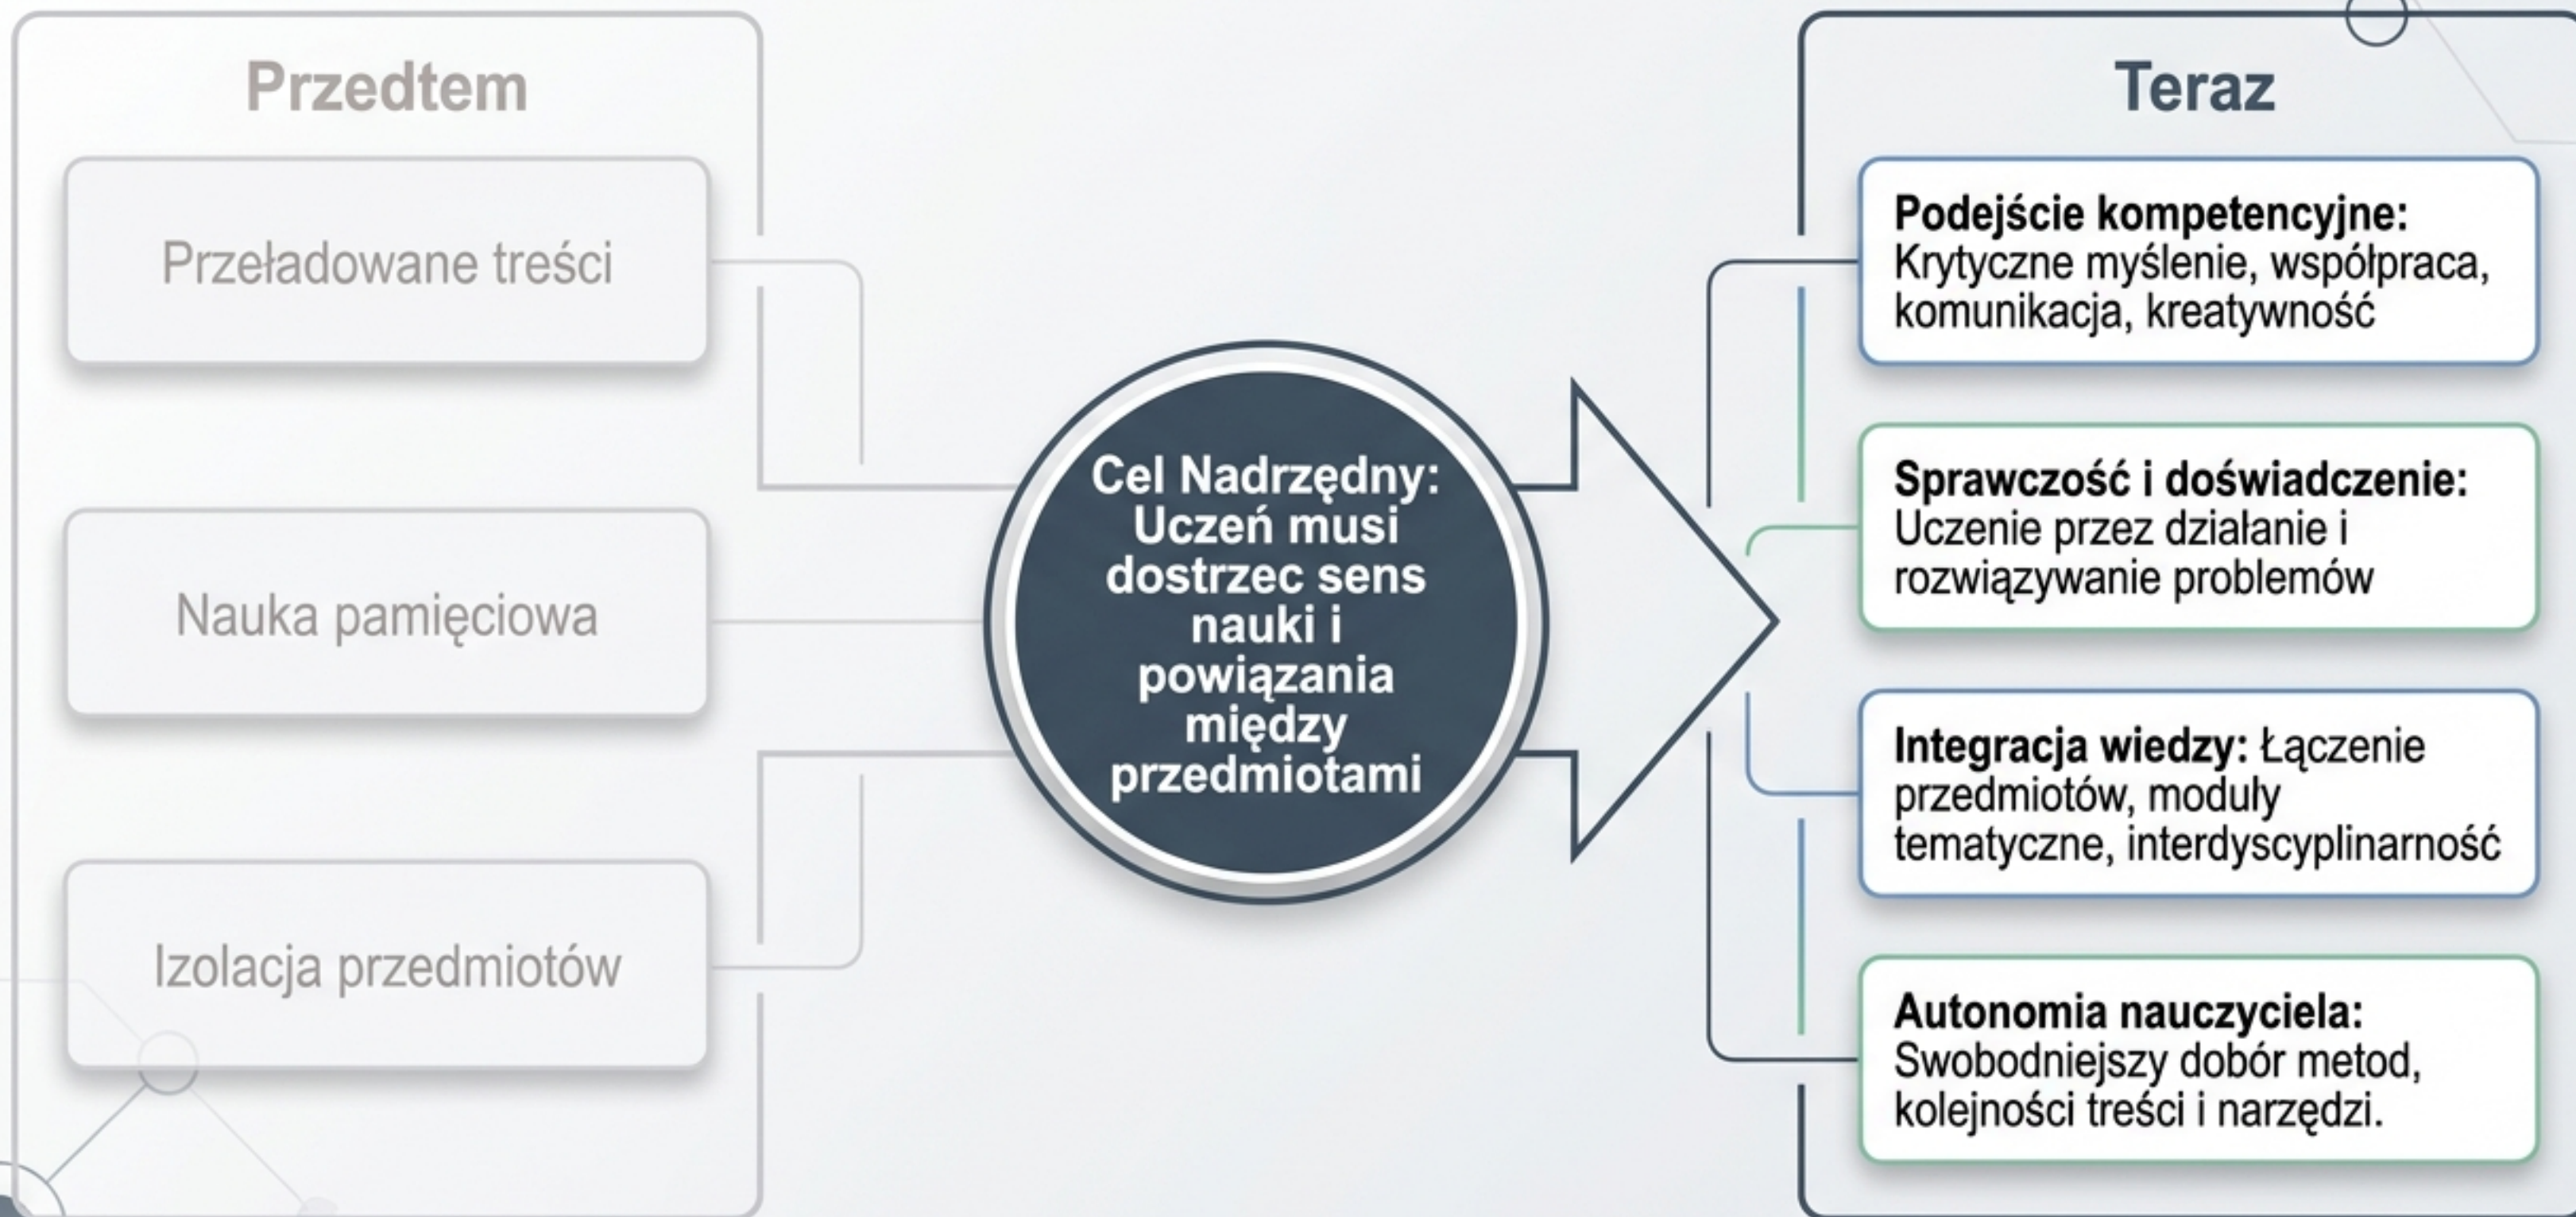 Przedtem
Przeładowane treści
Nauka pamięciowa
Izolacja przedmiotów
Cel Nadrzędny:
Uczeń musi
dostrzec sens
nauki i
powiązania
między
przedmiotami
Teraz
Podejście kompetencyjne:
Krytyczne myślenie, współpraca,
komunikacja, kreatywność
Sprawczość i doświadczenie:
Uczenie przez działanie i
rozwiązywanie problemów
Integracja wiedzy: Łączenie
przedmiotów, moduły
tematyczne, interdyscyplinarność
Autonomia nauczyciela:
Swobodniejszy dobór metod,
kolejności treści i narzędzi.